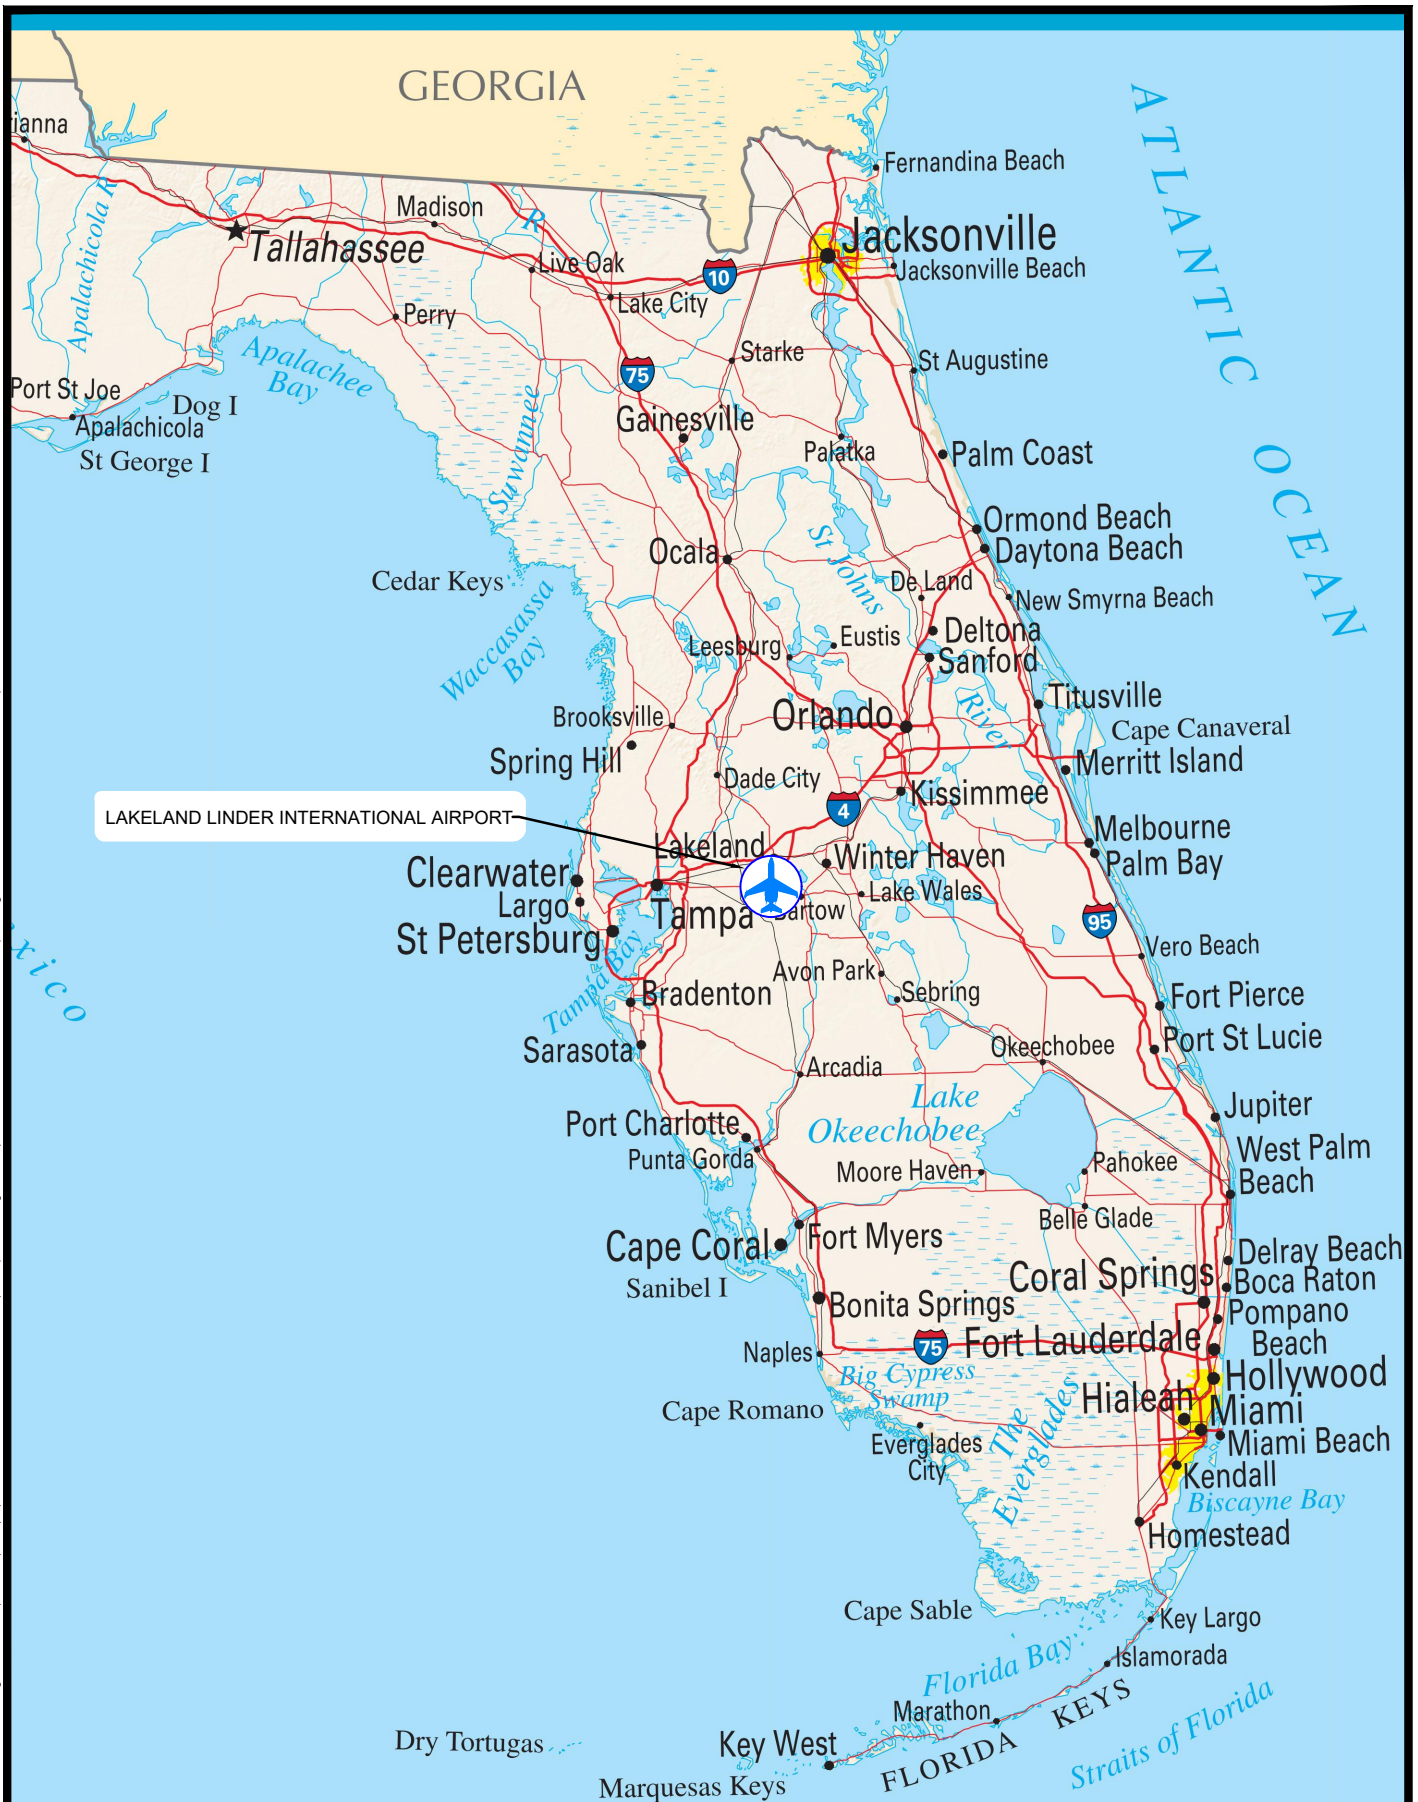 GEORGIA
ATLANTIC OCEAN
rianna
Fernandina Beach
Apalachicola R
Madison
R
Jacksonville
Tallahassee
Live Oak
10
Jacksonville Beach
Lake City
Perry
Starke
St Augustine
Apalachee
Bay
75
Port St Joe
Dog I
Apalachicola
Gainesville
St George I
Suwannee
Palatka
Palm Coast
Ormond Beach
Daytona Beach
Ocala
St Johns
Cedar Keys
De Land
New Smyrna Beach
Waccasassa
Bay
Leesburg
Eustis
Deltona
Sanford
Brooksville
Orlando
River
Titusville
Cape Canaveral
Spring Hill
Merritt Island
Dade City
Kissimmee
4
LAKELAND LINDER INTERNATIONAL AIRPORT
Melbourne
Lakeland
Winter Haven
Palm Bay
Clearwater
Largo
Tampa
Bartow
Lake Wales
St Petersburg
95
Vero Beach
exico
Tampa Bay
Avon Park
Sebring
Bradenton
Fort Pierce
Sarasota
Okeechobee
Port St Lucie
Arcadia
Lake
Okeechobee
Jupiter
Port Charlotte
Punta Gorda
Moore Haven
Pahokee
West Palm
Beach
Belle Glade
Cape Coral
Fort Myers
Delray Beach
Sanibel I
Coral Springs
Boca Raton
Bonita Springs
Pompano
Beach
Naples
75
Fort Lauderdale
Big Cypress
Swamp
Hollywood
Hialeah
Cape Romano
Miami
The
Everglades
Everglades
City
Miami Beach
Kendall
Biscayne Bay
Homestead
Cape Sable
Key Largo
Florida Bay
Islamorada
Marathon
FLORIDA KEYS
Dry Tortugas
Key West
Straits of Florida
Marquesas Keys